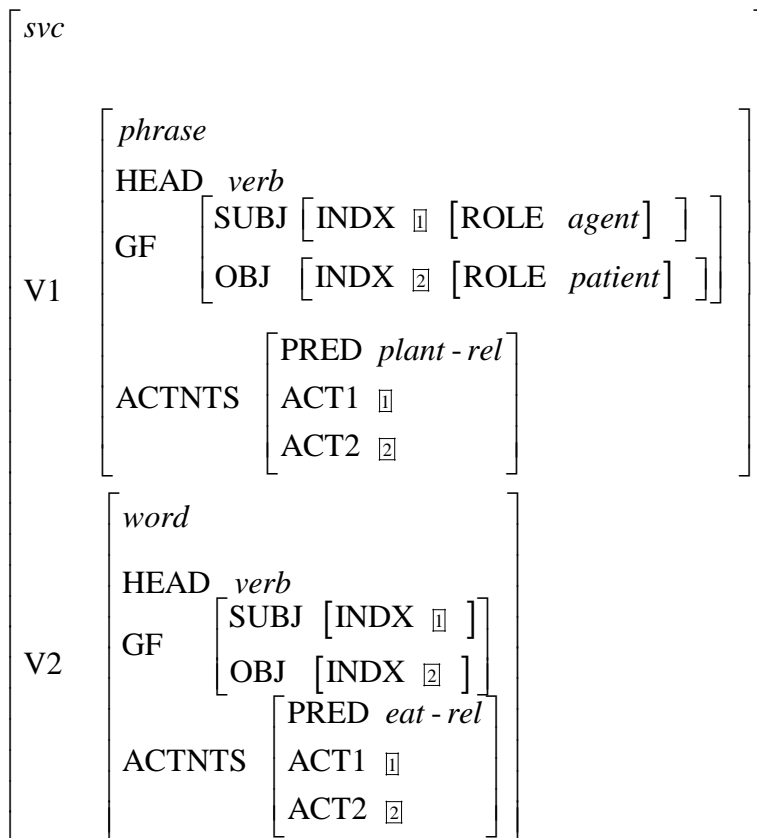 svc
phrase
HEAD verb
GF SUBJ [INDX 1 [ROLE agent] ]
OBJ [INDX 2 [ROLE patient] ]
V1
ACTNTS PRED plant - rel
ACT1 1
ACT2 2
word
HEAD verb
GF SUBJ [INDX 1 ]
OBJ [INDX 2 ]
V2
ACTNTS PRED eat - rel
ACT1 1
ACT2 2